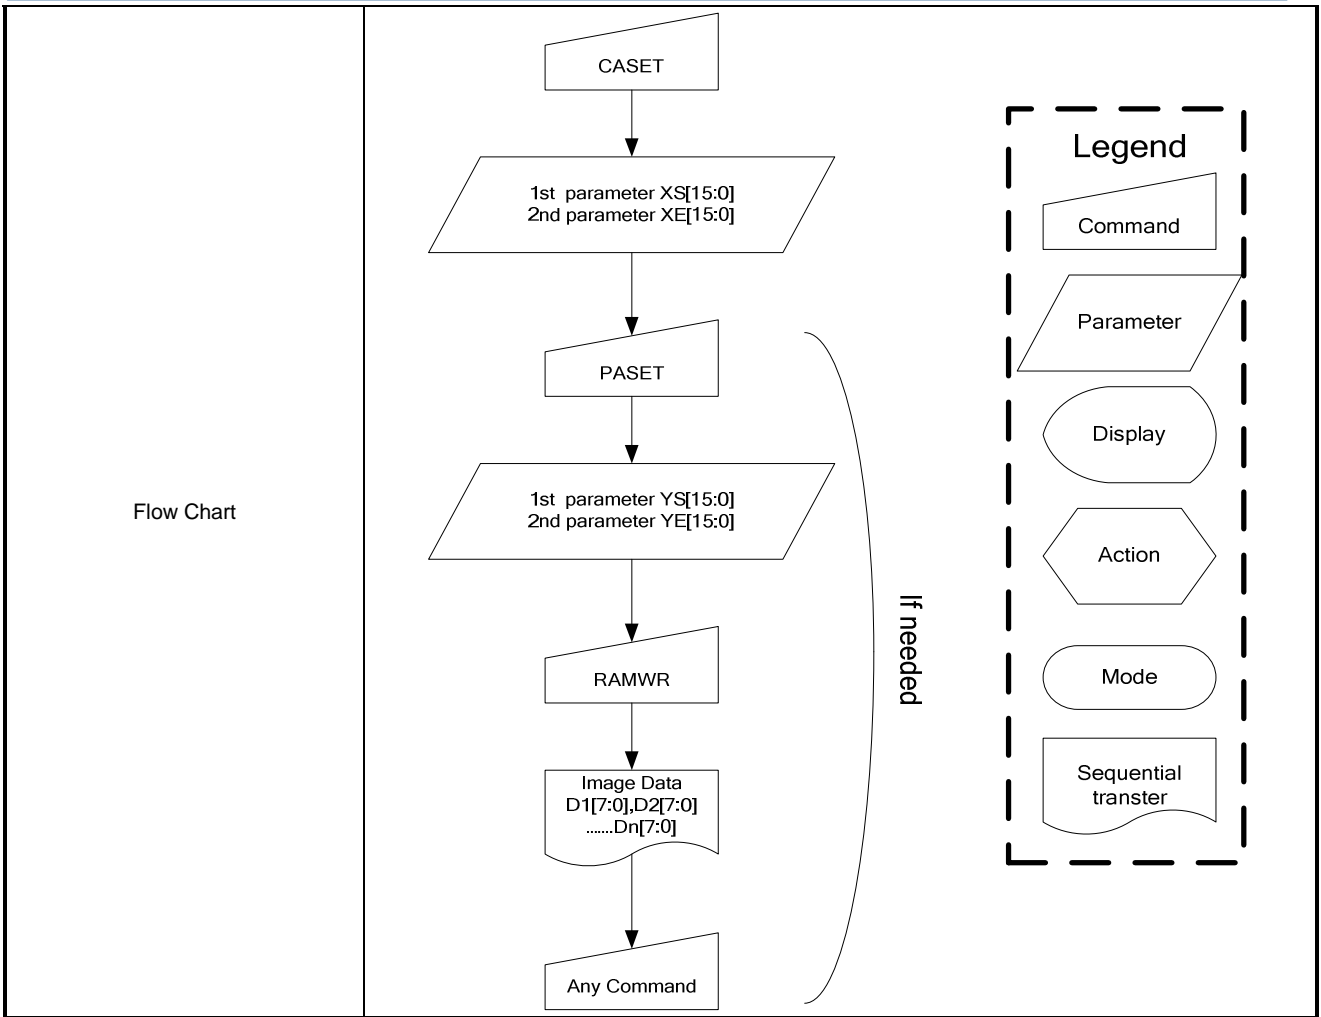 Flow Chart
CASET
1st parameter XS[15:0]
2nd parameter XE[15:0]
PASET
1st parameter YS[15:0]
2nd parameter YE[15:0]
RAMWR
Image Data
D1[7:0],D2[7:0]
.......Dn[7:0]
Any Command
If needed
Legend
Command
Parameter
Display
Action
Mode
Sequential
transter